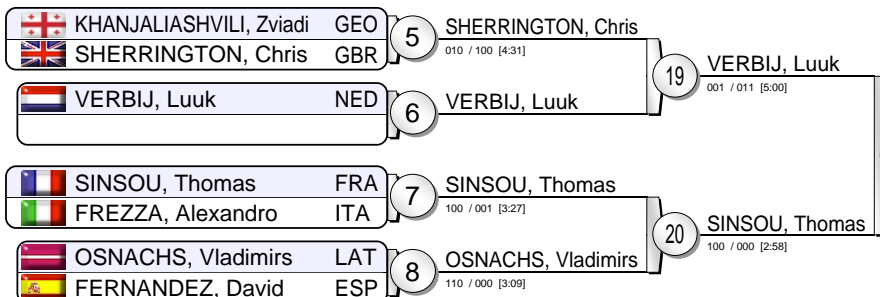 KHANJALIASHVILI, Zviadi GEO
SHERRINGTON, Chris GBR
5
SHERRINGTON, Chris
010 / 100 [4:31]
VERBIJ, Luuk NED
6
VERBIJ, Luuk
19
VERBIJ, Luuk
001 / 011 [5:00]
SINSOU, Thomas FRA
FREZZA, Alexandro ITA
7
SINSOU, Thomas
100 / 001 [3:27]
OSNACHS, Vladimirs LAT
FERNANDEZ, David ESP
8
OSNACHS, Vladimirs
110 / 000 [3:09]
20
SINSOU, Thomas
100 / 000 [2:58]